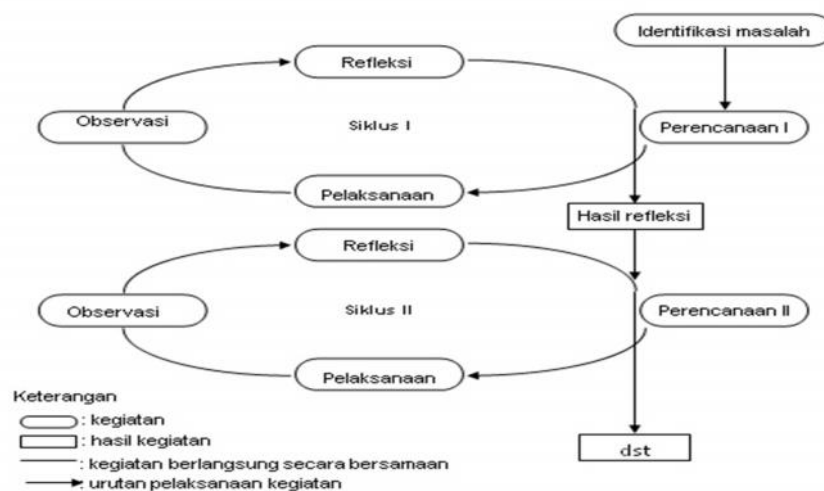 Identifikasi masalah
Refleksi
Observasi
Siklus I
Perencanaan I
Pelaksanaan
Hasil refleksi
Refleksi
Observasi
Siklus II
Perencanaan II
Pelaksanaan
Keterangan
: kegiatan
: hasil kegiatan
: kegiatan berlangsung secara bersamaan
: urutan pelaksanaan kegiatan
dst